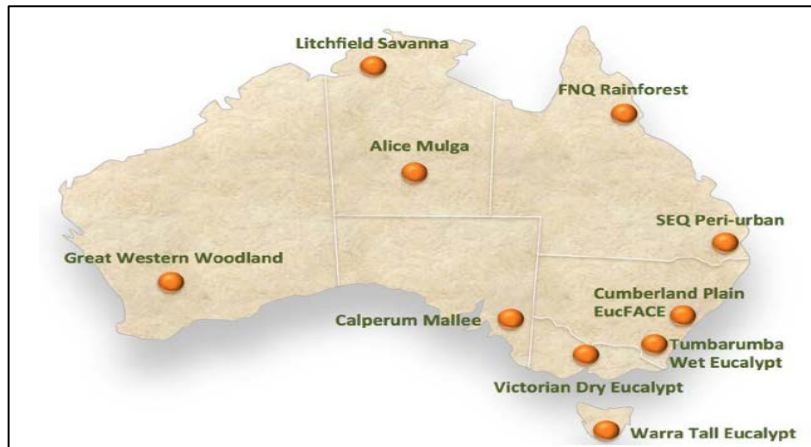 Litchfield Savanna
FNQ Rainforest
Alice Mulga
SEQ Peri-urban
Great Western Woodland
Cumberland Plain
EucFACE
Calperum Mallee
Tumbarumba
Wet Eucalypt
Victorian Dry Eucalypt
Warra Tall Eucalypt